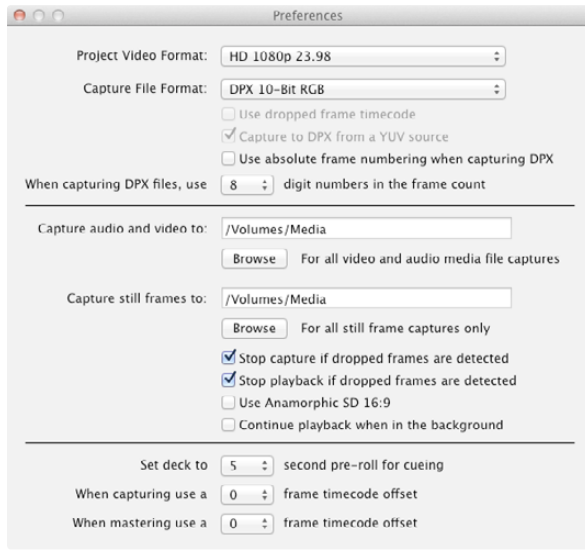 Preferences
Project Video Format: HD 1080p 23.98
Capture File Format: DPX 10-Bit RGB
Use dropped frame timecode
Capture to DPX from a YUV source
Use absolute frame numbering when capturing DPX
When capturing DPX files, use 8 digit numbers in the frame count
Capture audio and video to: /Volumes/Media
Browse For all video and audio media file captures
Capture still frames to: /Volumes/Media
Browse For all still frame captures only
Stop capture if dropped frames are detected
Stop playback if dropped frames are detected
Use Anamorphic SD 16:9
Continue playback when in the background
Set deck to 5 second pre-roll for cueing
When capturing use a 0 frame timecode offset
When mastering use a 0 frame timecode offset